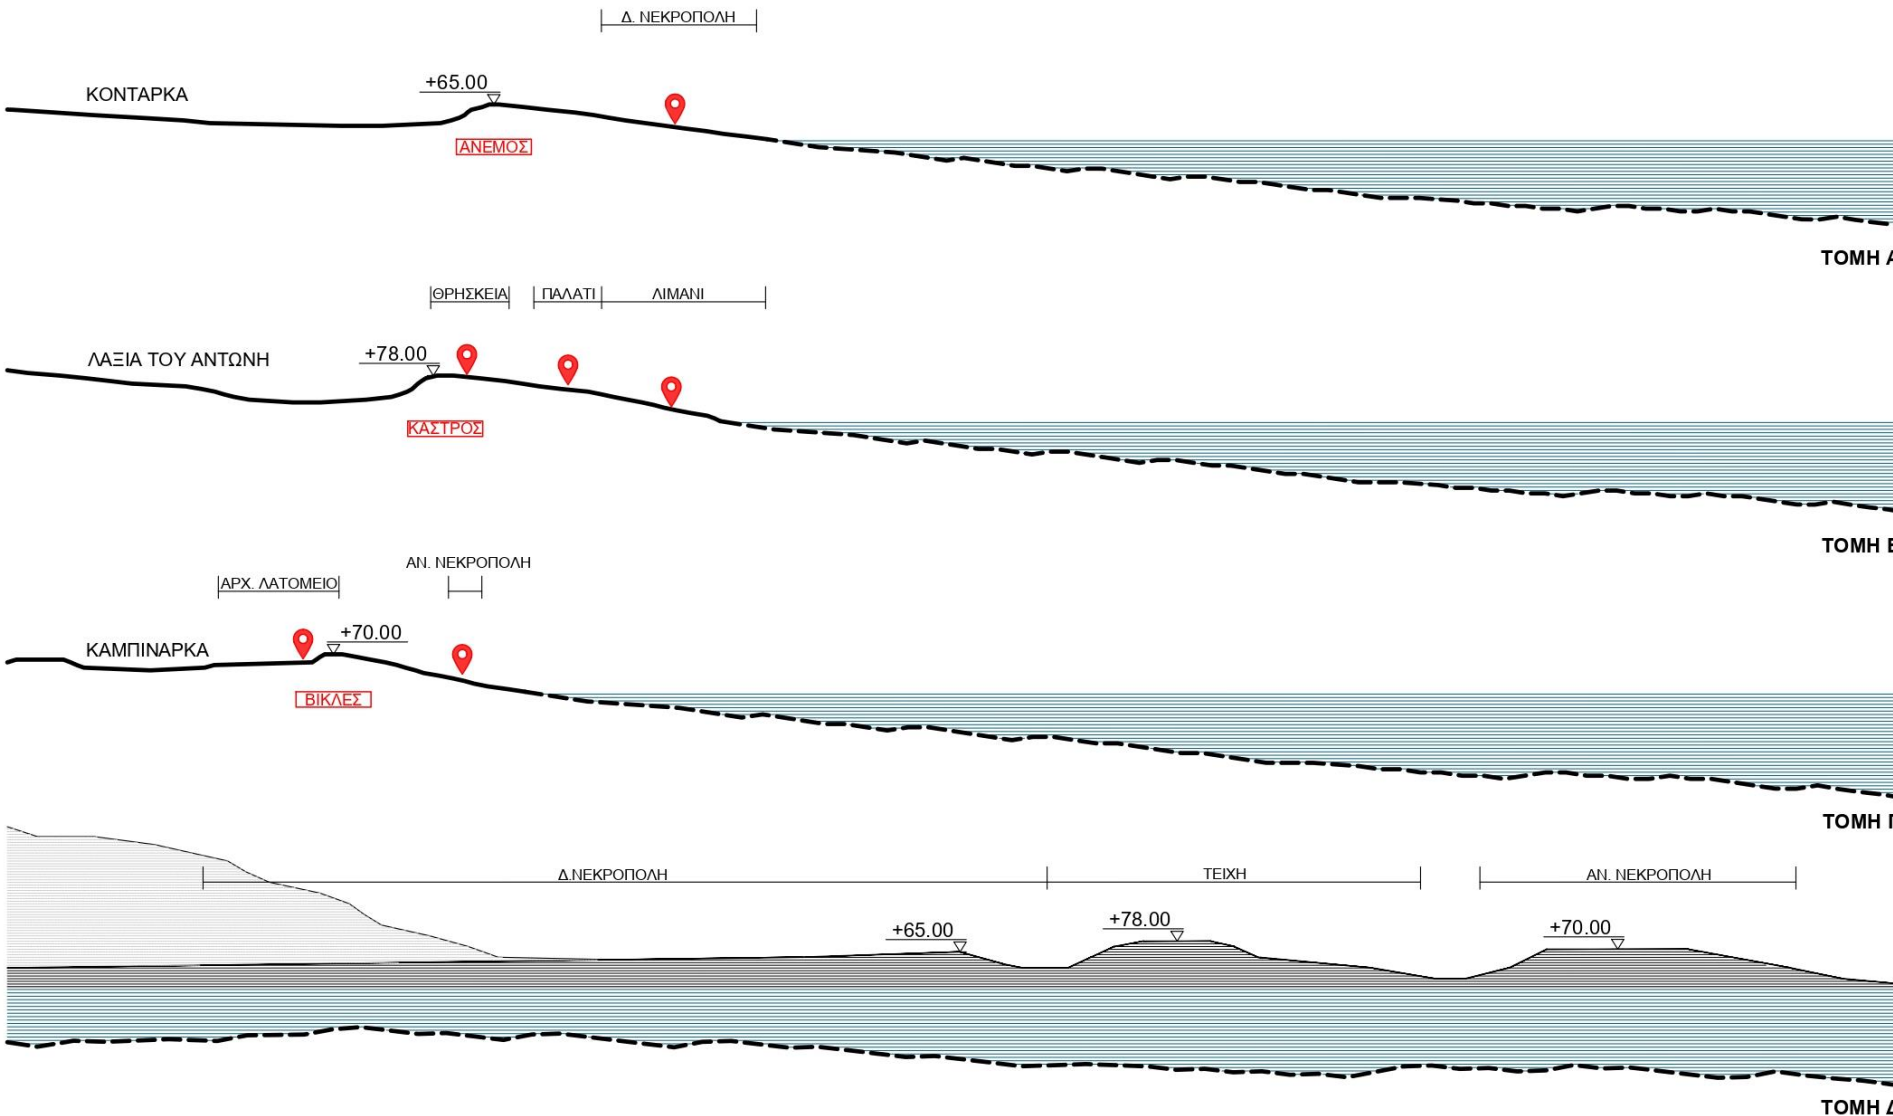 Δ. ΝΕΚΡΟΠΟΛΗ
+65.00
ΚΟΝΤΑΡΚΑ
ΑΝΕΜΟΣ
ΤΟΜΗ Α
ΘΡΗΣΚΕΙΑ ΠΑΛΑΤΙ ΛΙΜΑΝΙ
+78.00
ΛΑΞΙΑ ΤΟΥ ΑΝΤΩΝΗ
ΚΑΣΤΡΟΣ
ΤΟΜΗ Β
ΑΝ. ΝΕΚΡΟΠΟΛΗ
ΑΡΧ. ΛΑΤΟΜΕΙΟ
+70.00
ΚΑΜΠΙΝΑΡΚΑ
ΒΙΚΛΕΣ
ΤΟΜΗ Γ
Δ.ΝΕΚΡΟΠΟΛΗ ΤΕΙΧΗ ΑΝ. ΝΕΚΡΟΠΟΛΗ
+65.00 +78.00 +70.00
ΤΟΜΗ Δ